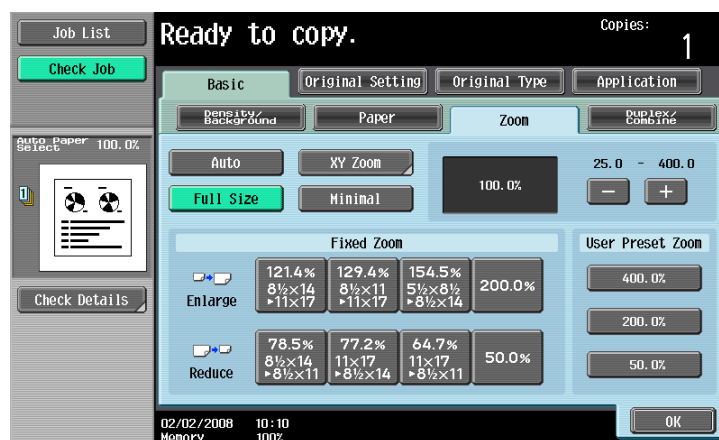 Job List
Check Job
Ready to copy.
Copies:
1
Basic
Original Setting
Original Type
Application
Density/
Background
Paper
Zoom
Duplex/
Combine
Auto Paper
Select
100.0%
Auto
XY Zoom
Full Size
Minimal
100.0%
25.0 - 400.0
−
+
Fixed Zoom
User Preset Zoom
Enlarge
121.4%
8½×14
▸11×17
129.4%
8½×11
▸11×17
154.5%
5½×8½
▸8½×14
200.0%
Reduce
78.5%
8½×14
▸8½×11
77.2%
11×17
▸8½×14
64.7%
11×17
▸8½×11
50.0%
400.0%
200.0%
50.0%
Check Details
02/02/2008 10:10
Memory 100%
OK